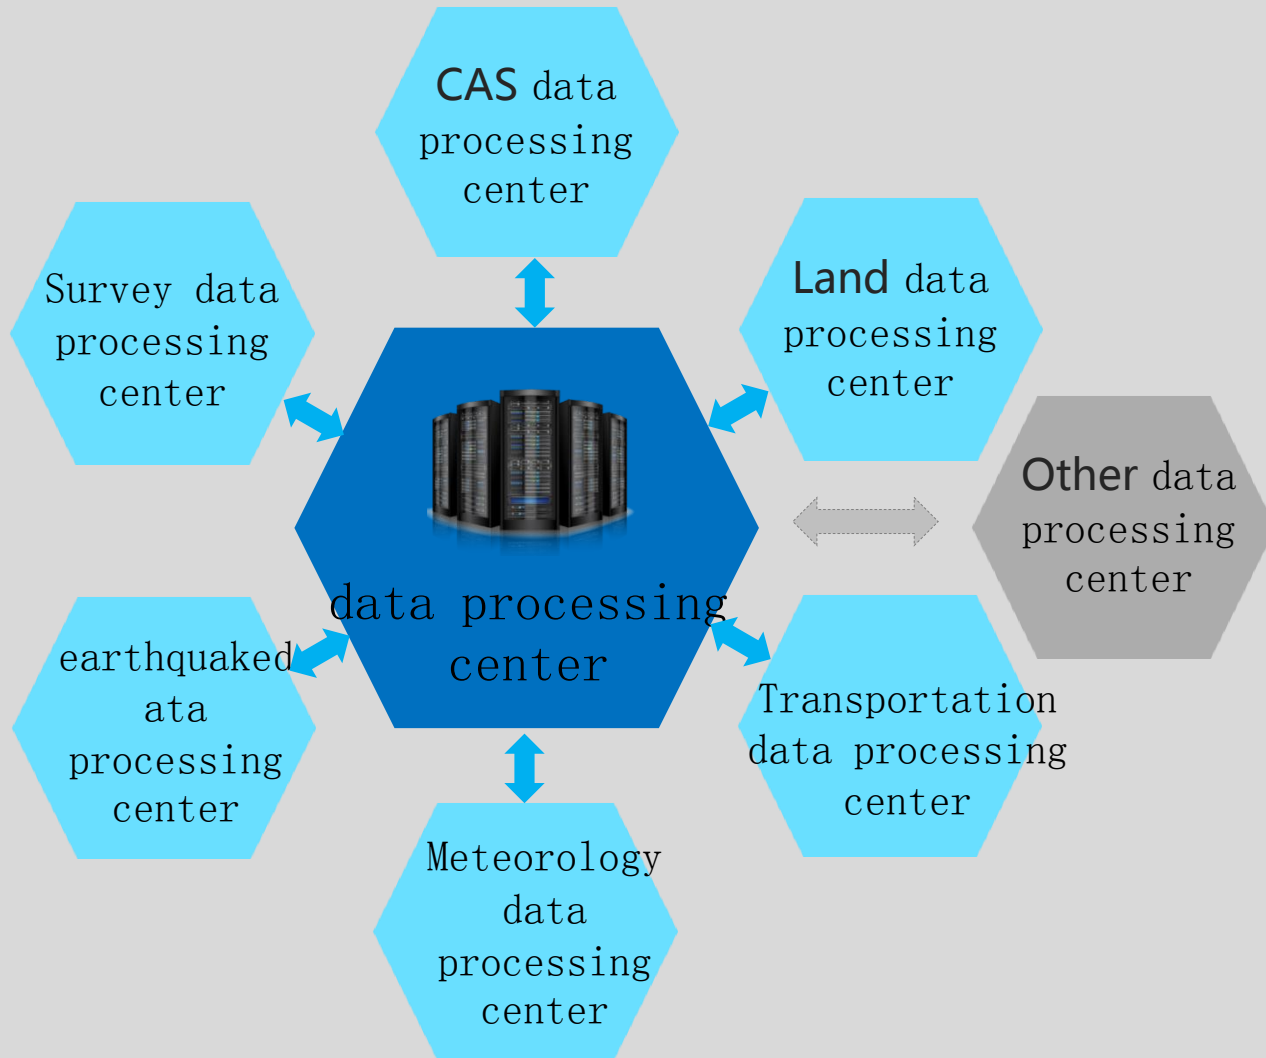 CAS data
processing
center
Survey data
processing
center
Land data
processing
center
Other data
processing
center
data processing
center
earthquaked
ata
processing
center
Transportation
data processing
center
Meteorology
data
processing
center